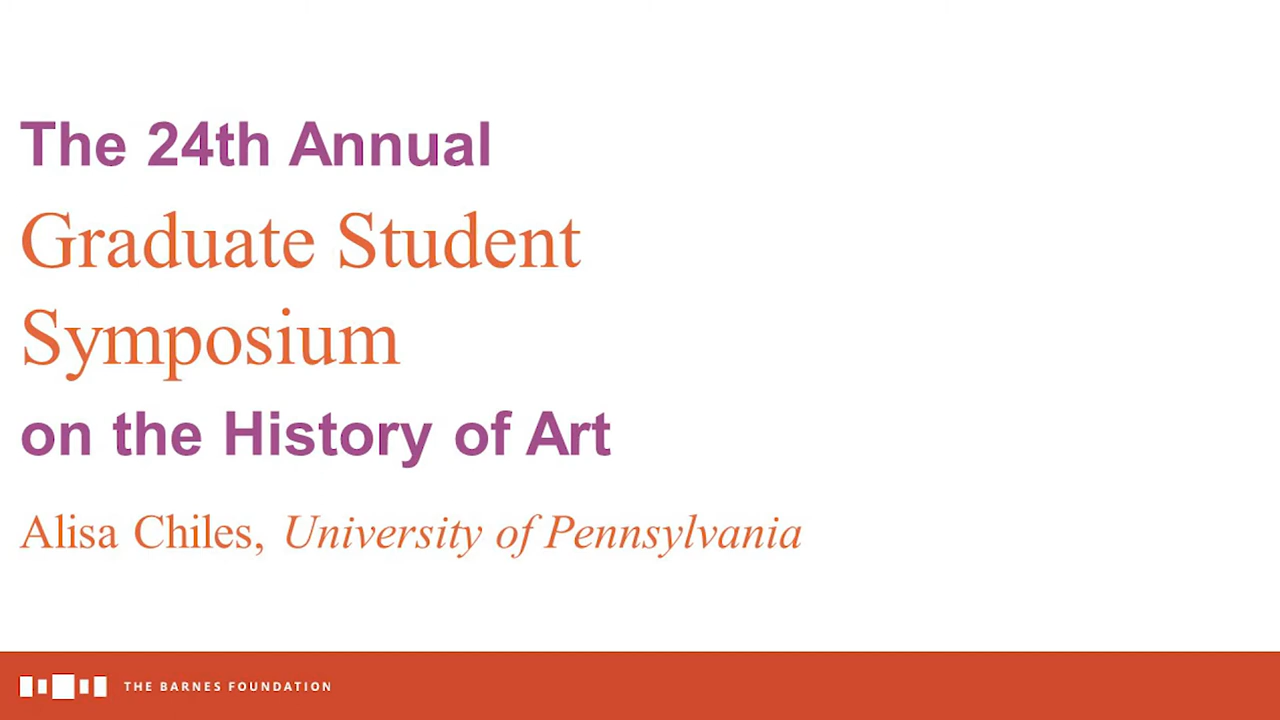 The 24th Annual
Graduate Student
Symposium
on the History of Art
Alisa Chiles, University of Pennsylvania
THE BARNES FOUNDATION